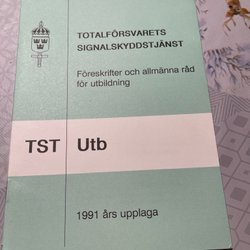 TOTALFÖRSVARETS
SIGNALSKYDDSTJÄNST
Föreskrifter och allmänna råd
för utbildning
TST Utb
1991 års upplaga